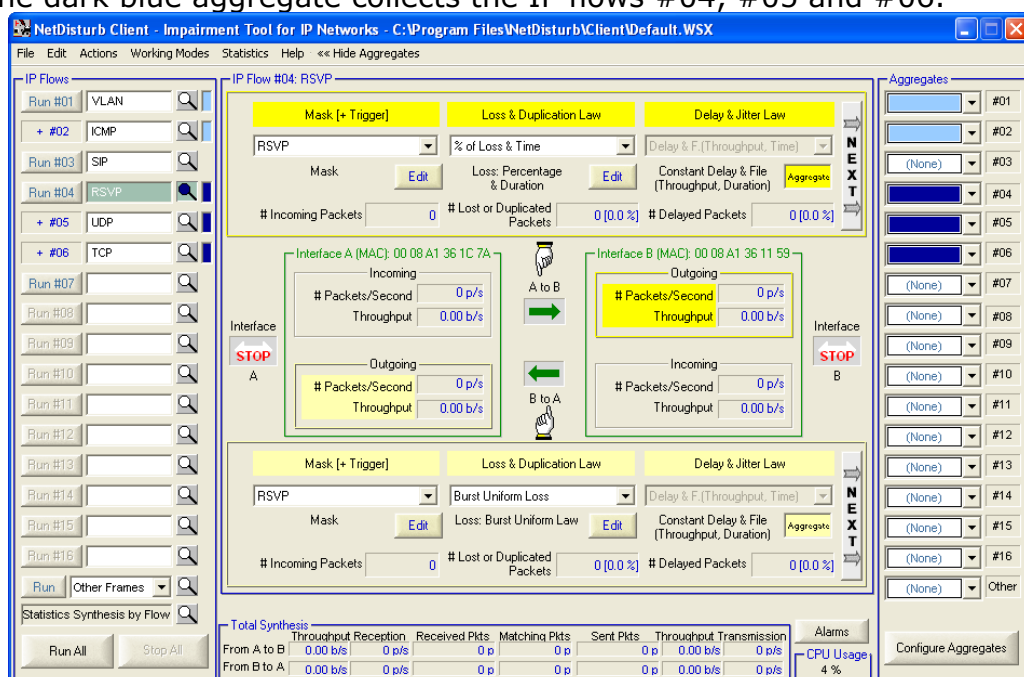 he dark blue aggregate collects the IP flows #04, #05 and #06.
NetDisturb Client - Impairment Tool for IP Networks - C:\Program Files\NetDisturb\Client\Default.WSX
File Edit Actions Working Modes Statistics Help «« Hide Aggregates
IP Flows
IP Flow #04: RSVP
Aggregates
Run #01 VLAN
+ #02 ICMP
Run #03 SIP
Run #04 RSVP
+ #05 UDP
+ #06 TCP
Run #07
Run #08
Run #09
Run #10
Run #11
Run #12
Run #13
Run #14
Run #15
Run #16
Run Other Frames
Statistics Synthesis by Flow
Run All Stop All
Mask [+ Trigger] Loss & Duplication Law Delay & Jitter Law
RSVP % of Loss & Time Delay & F.(Throughput, Time)
Mask Edit Loss: Percentage & Duration Edit Constant Delay & File (Throughput, Duration) Aggregate
# Incoming Packets 0 # Lost or Duplicated Packets 0 [0.0 %] # Delayed Packets 0 [0.0 %]
NEXT
Interface A (MAC): 00 08 A1 36 1C 7A
Incoming
# Packets/Second 0 p/s
Throughput 0.00 b/s
Outgoing
# Packets/Second 0 p/s
Throughput 0.00 b/s
Interface
STOP
A
A to B
B to A
Interface B (MAC): 00 08 A1 36 11 59
Outgoing
# Packets/Second 0 p/s
Throughput 0.00 b/s
Incoming
# Packets/Second 0 p/s
Throughput 0.00 b/s
Interface
STOP
B
Mask [+ Trigger] Loss & Duplication Law Delay & Jitter Law
RSVP Burst Uniform Loss Delay & F.(Throughput, Time)
Mask Edit Loss: Burst Uniform Law Edit Constant Delay & File (Throughput, Duration) Aggregate
# Incoming Packets 0 # Lost or Duplicated Packets 0 [0.0 %] # Delayed Packets 0 [0.0 %]
NEXT
Total Synthesis
Throughput Reception Received Pkts Matching Pkts Sent Pkts Throughput Transmission
From A to B 0.00 b/s 0 p/s 0 p 0 p 0 p 0.00 b/s 0 p/s
From B to A 0.00 b/s 0 p/s 0 p 0 p 0 p 0.00 b/s 0 p/s
Alarms
CPU Usage
4 %
#01
#02
(None) #03
#04
#05
#06
(None) #07
(None) #08
(None) #09
(None) #10
(None) #11
(None) #12
(None) #13
(None) #14
(None) #15
(None) #16
(None) Other
Configure Aggregates